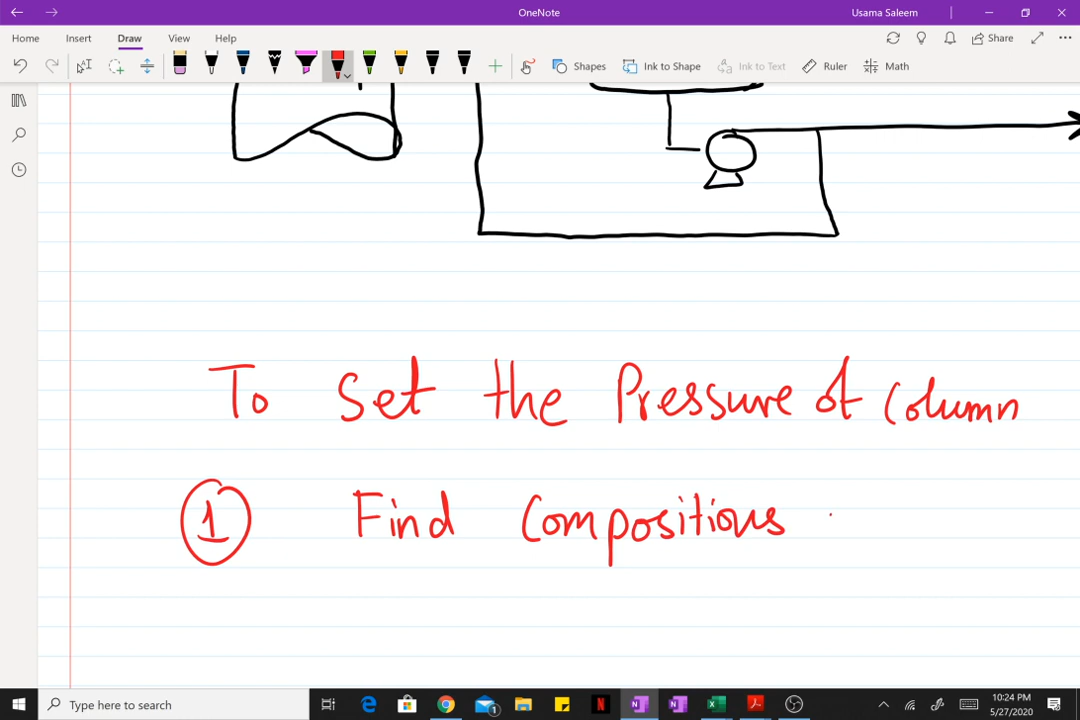 OneNote
Usama Saleem
Home Insert Draw View Help
Share
Shapes Ink to Shape Ink to Text Ruler Math
To Set the Pressure of Column
1 Find Compositions
Type here to search
1
10:24 PM
5/27/2020